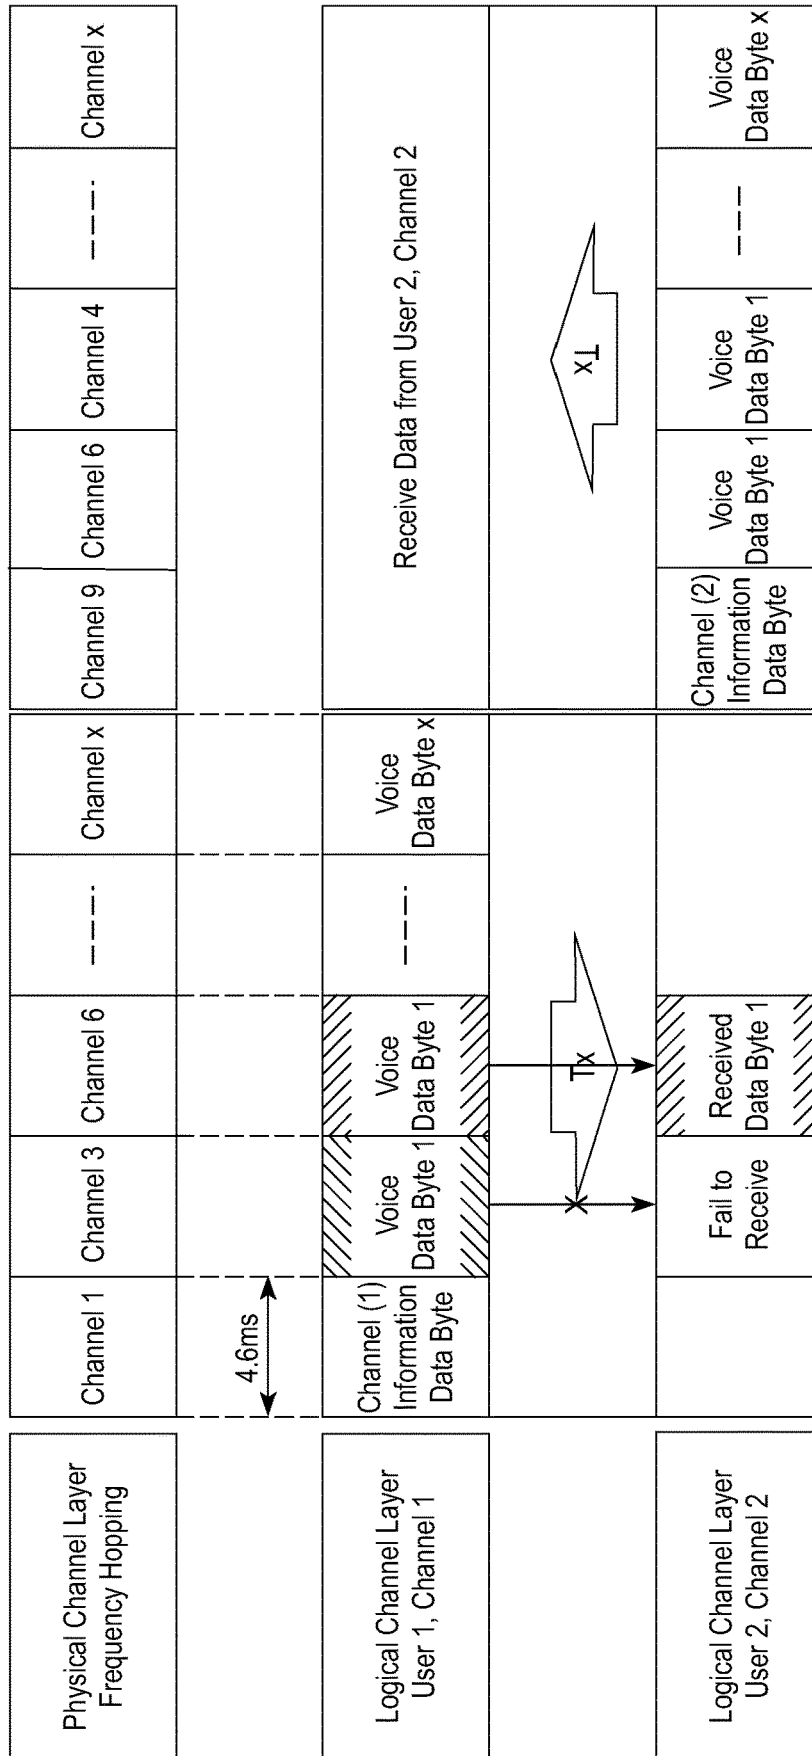 Physical Channel Layer
Frequency Hopping
Channel 1
Channel 3
Channel 6
Channel x
Channel 9
Channel 6
Channel 4
Channel x
4.6ms
Logical Channel Layer
User 1, Channel 1
Channel (1)
Information
Data Byte
Voice
Data Byte 1
Voice
Data Byte 1
Voice
Data Byte x
Receive Data from User 2, Channel 2
X
Tx
Tx
Logical Channel Layer
User 2, Channel 2
Fail to
Receive
Received
Data Byte 1
Channel (2)
Information
Data Byte
Voice
Data Byte 1
Voice
Data Byte 1
Voice
Data Byte x